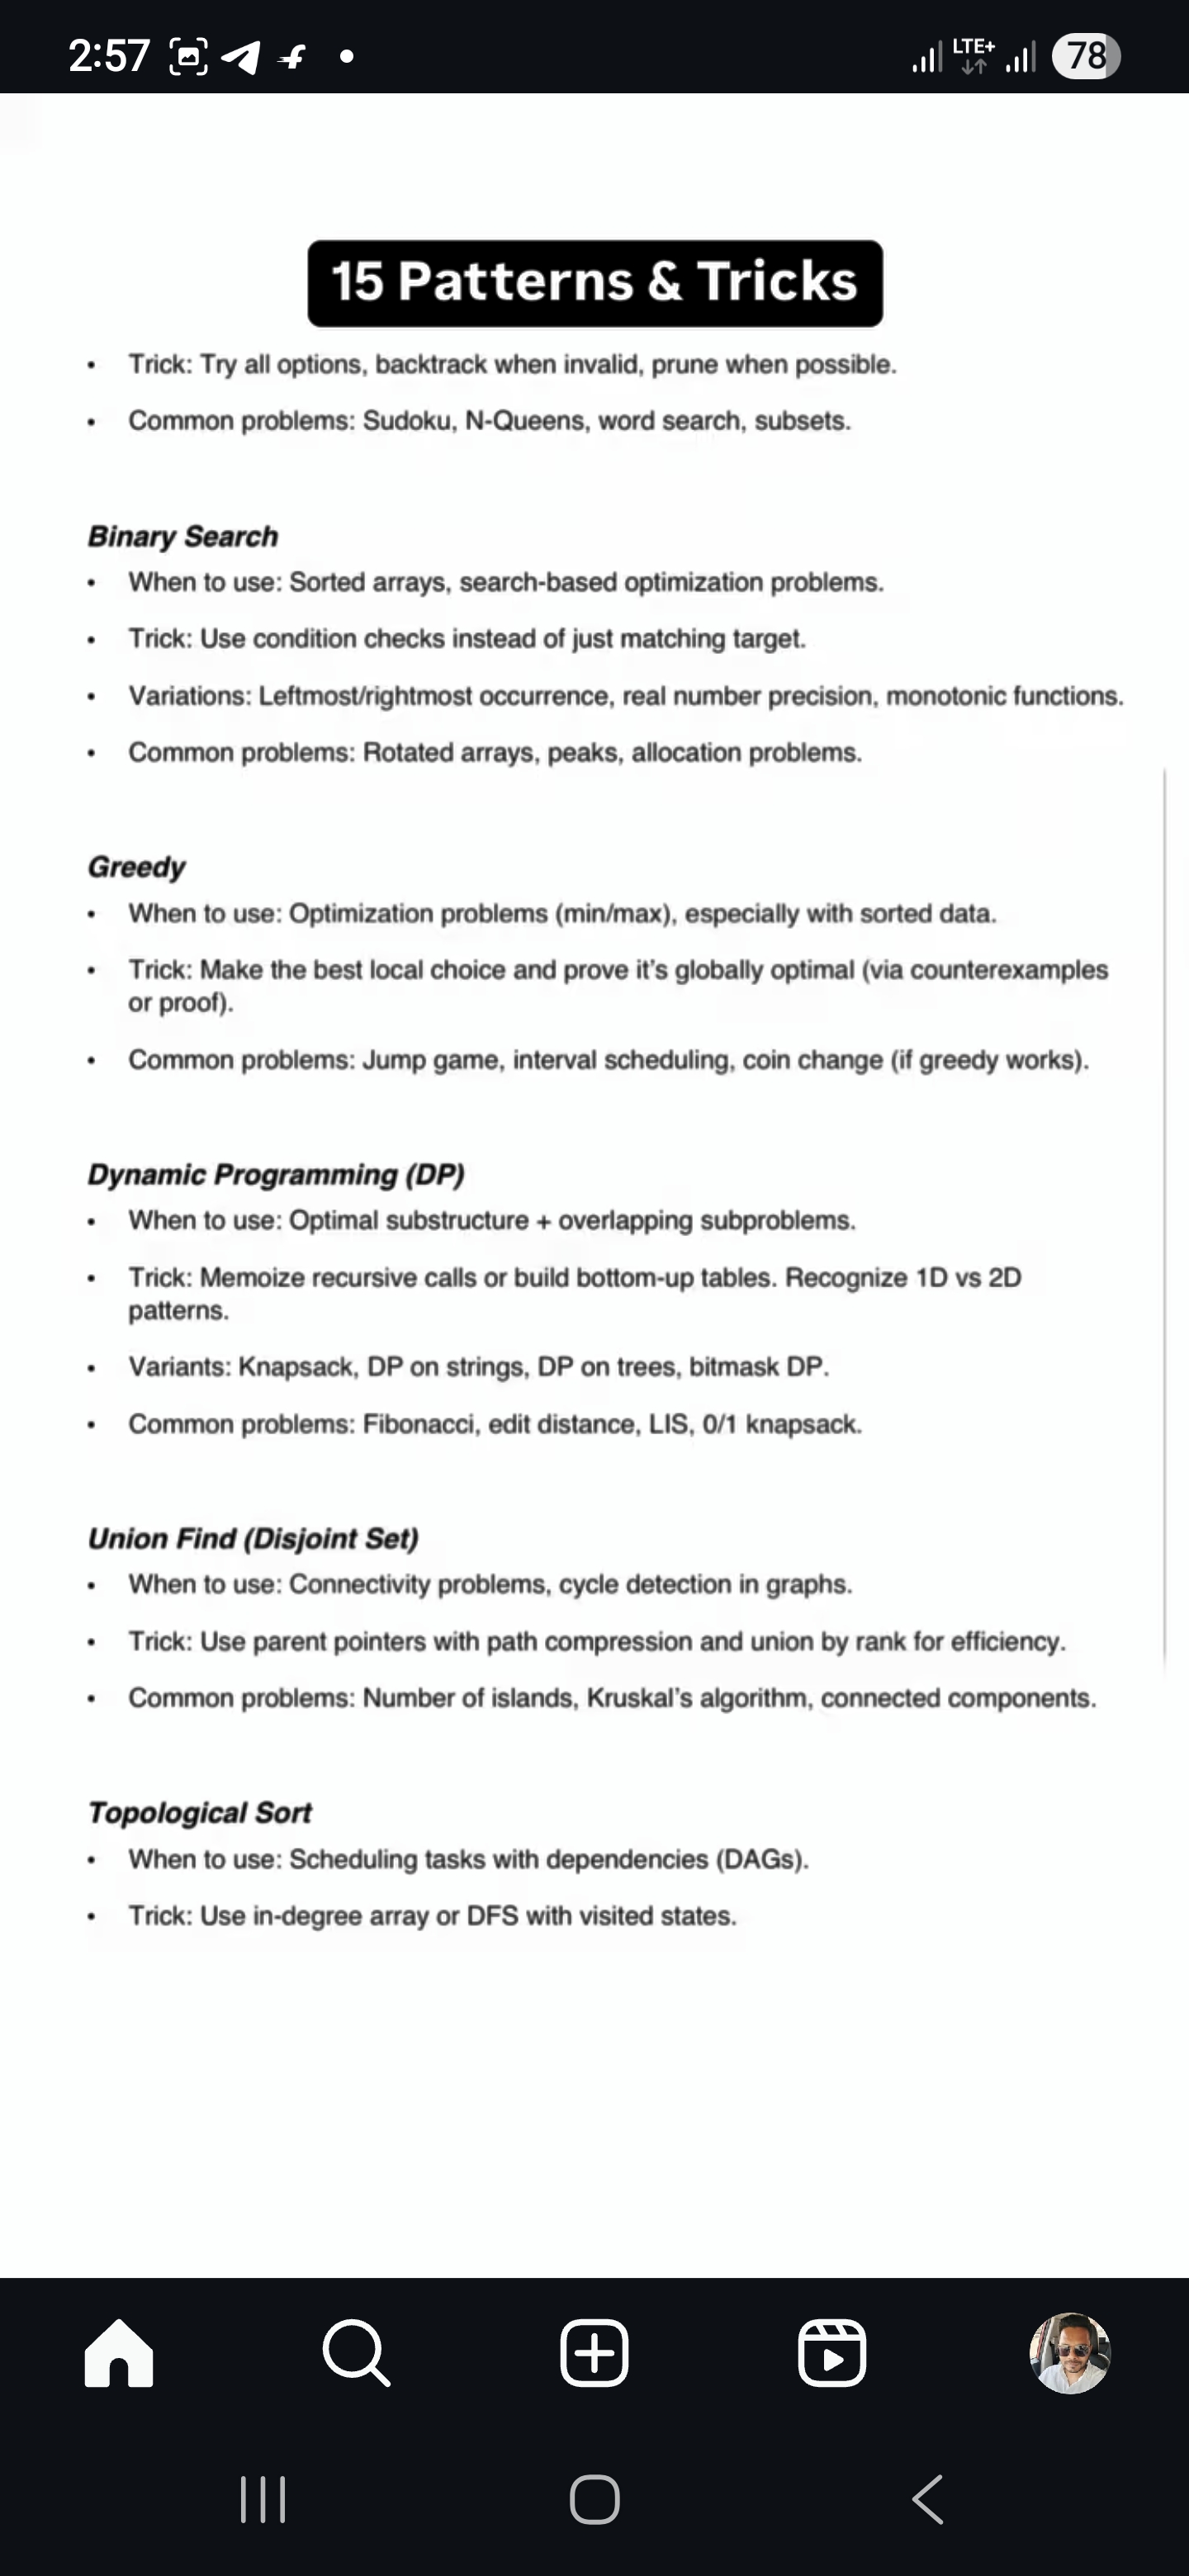 2:57
LTE+
78
15 Patterns & Tricks
• Trick: Try all options, backtrack when invalid, prune when possible.
• Common problems: Sudoku, N-Queens, word search, subsets.
Binary Search
• When to use: Sorted arrays, search-based optimization problems.
• Trick: Use condition checks instead of just matching target.
• Variations: Leftmost/rightmost occurrence, real number precision, monotonic functions.
• Common problems: Rotated arrays, peaks, allocation problems.
Greedy
• When to use: Optimization problems (min/max), especially with sorted data.
• Trick: Make the best local choice and prove it’s globally optimal (via counterexamples
or proof).
• Common problems: Jump game, interval scheduling, coin change (if greedy works).
Dynamic Programming (DP)
• When to use: Optimal substructure + overlapping subproblems.
• Trick: Memoize recursive calls or build bottom-up tables. Recognize 1D vs 2D
patterns.
• Variants: Knapsack, DP on strings, DP on trees, bitmask DP.
• Common problems: Fibonacci, edit distance, LIS, 0/1 knapsack.
Union Find (Disjoint Set)
• When to use: Connectivity problems, cycle detection in graphs.
• Trick: Use parent pointers with path compression and union by rank for efficiency.
• Common problems: Number of islands, Kruskal’s algorithm, connected components.
Topological Sort
• When to use: Scheduling tasks with dependencies (DAGs).
• Trick: Use in-degree array or DFS with visited states.